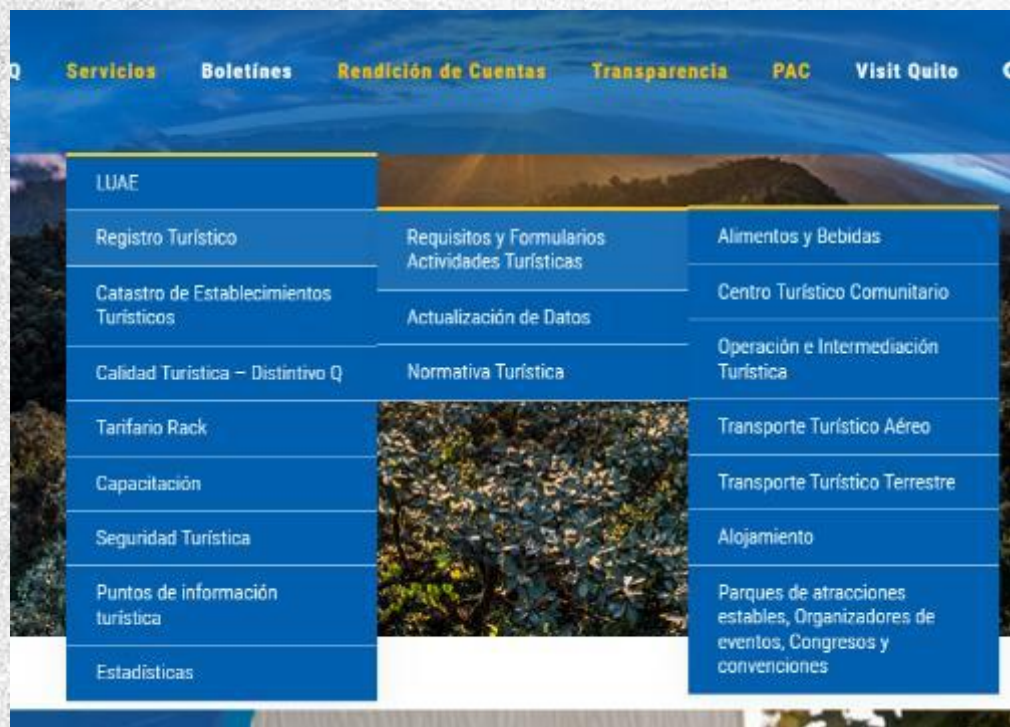 Q Servicios Boletínes Rendición de Cuentas Transparencia PAC Visit Quito
LUAE
Registro Turístico
Catastro de Establecimientos
Turísticos
Calidad Turística – Distintivo Q
Tarifario Rack
Capacitación
Seguridad Turística
Puntos de información
turística
Estadísticas
Requisitos y Formularios
Actividades Turísticas
Actualización de Datos
Normativa Turística
Alimentos y Bebidas
Centro Turístico Comunitario
Operación e Intermediación
Turística
Transporte Turístico Aéreo
Transporte Turístico Terrestre
Alojamiento
Parques de atracciones
estables, Organizadores de
eventos, Congresos y
convenciones